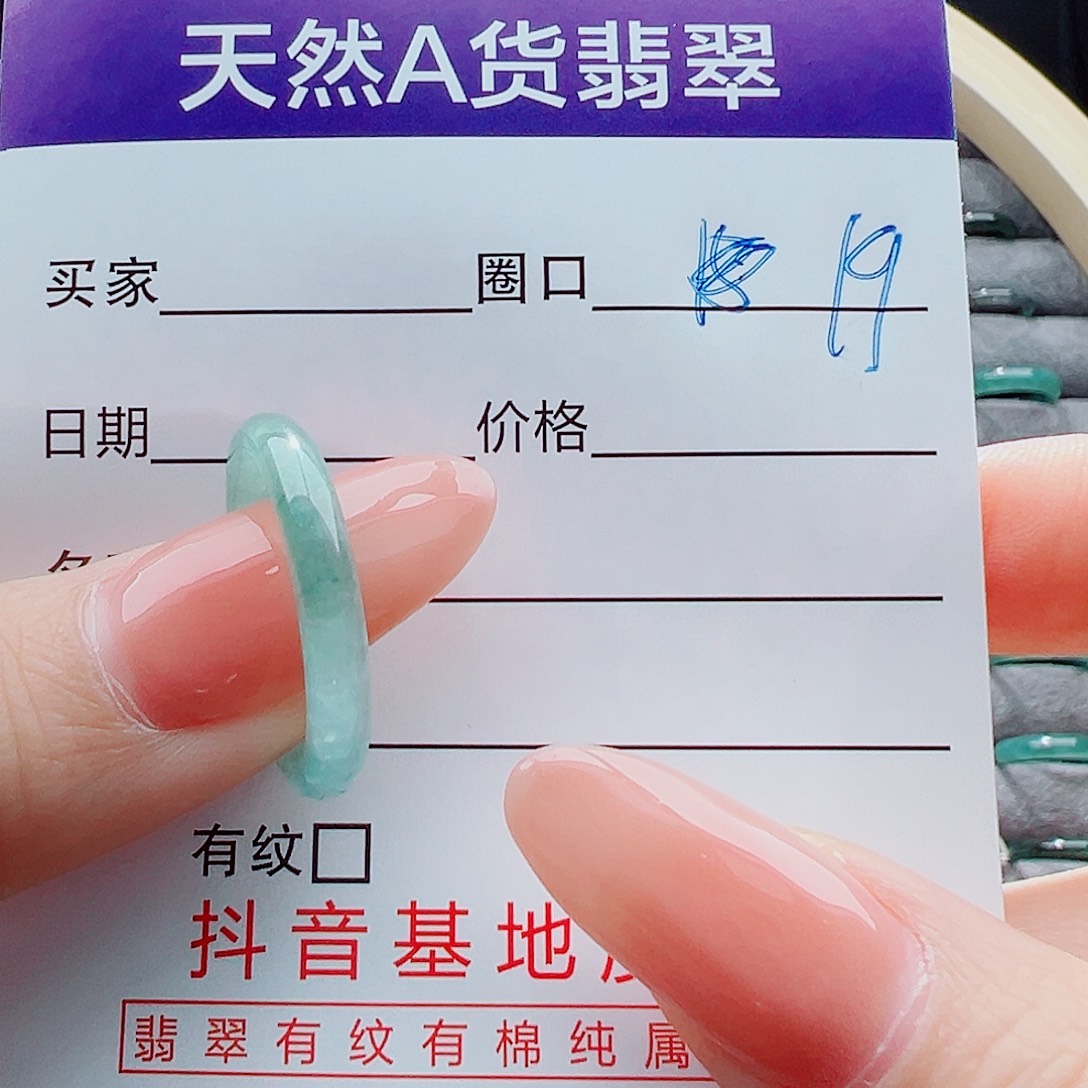 天然A货翡翠
买家 圈口 19
日期 价格
有纹
抖音基地
翡翠有纹有棉纯属